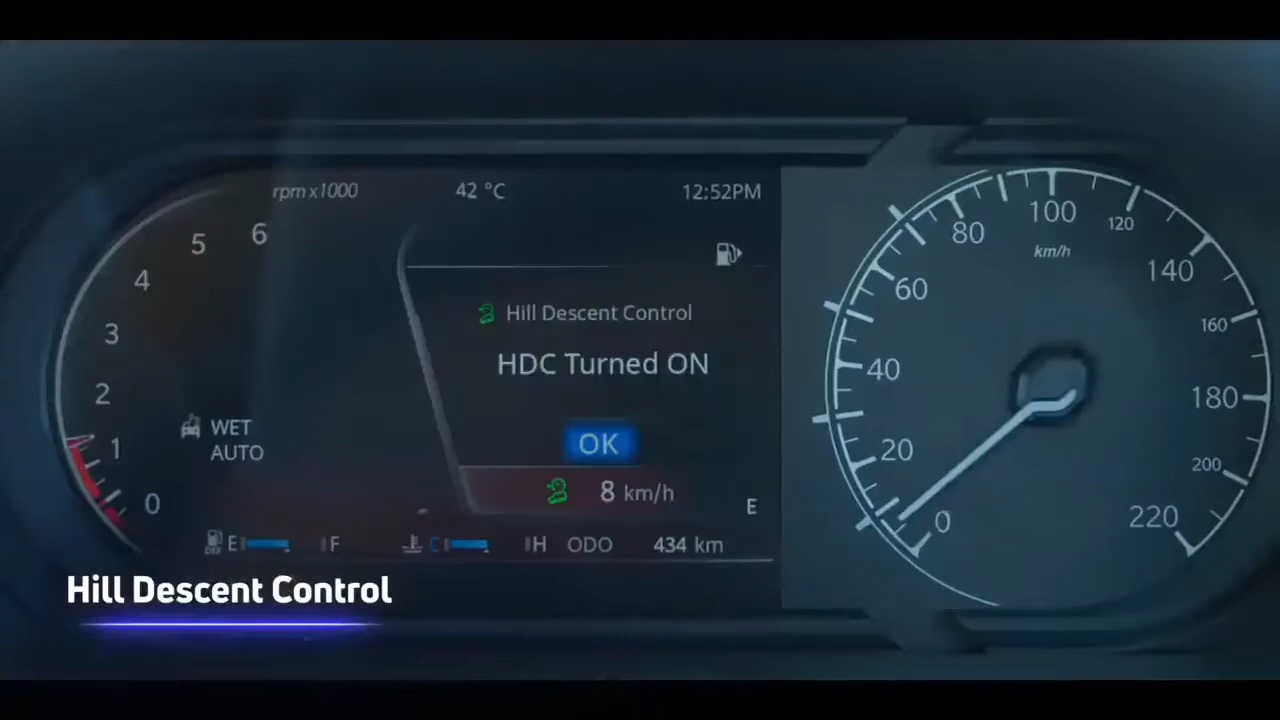 rpm x1000
42 °C
12:52PM
6
5
4
3
2
1
0
Hill Descent Control
HDC Turned ON
OK
WET
AUTO
8 km/h
E
DEF E F C H ODO 434 km
0
20
40
60
80
100
120
140
160
180
200
220
km/h
Hill Descent Control